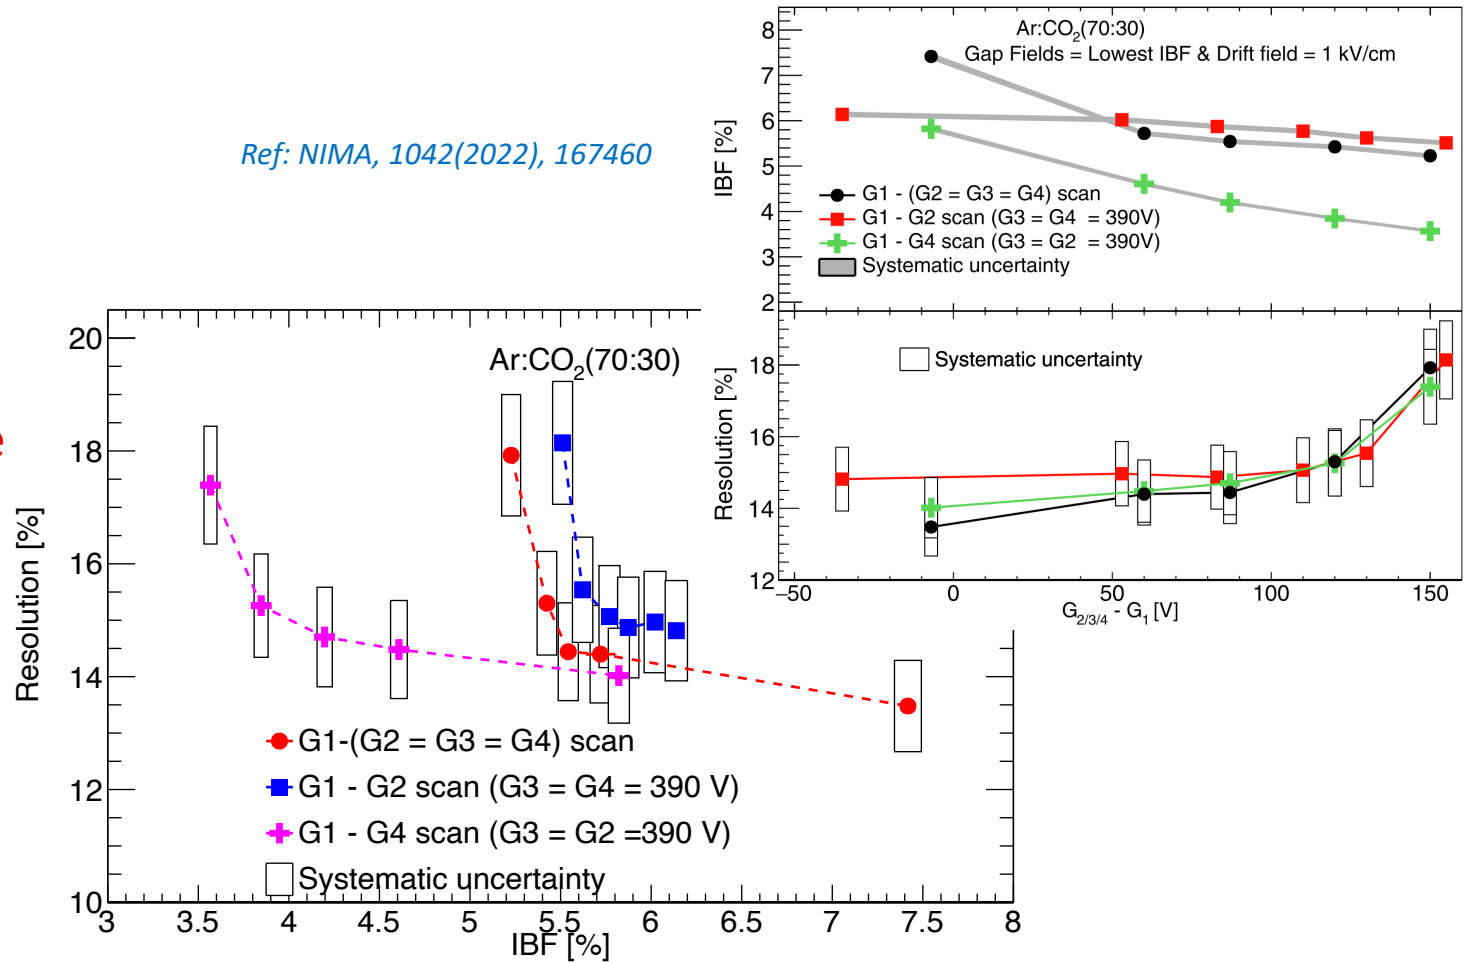 Ref: NIMA, 1042(2022), 167460
8
7
6
5
4
3
2
IBF [%]
Ar:CO2(70:30)
Gap Fields = Lowest IBF & Drift field = 1 kV/cm
G1 - (G2 = G3 = G4) scan
G1 - G2 scan (G3 = G4 = 390V)
G1 - G4 scan (G3 = G2 = 390V)
Systematic uncertainty
18
16
14
12
Resolution [%]
Systematic uncertainty
−50 0 50 100 150
G2/3/4 - G1 [V]
20
18
16
14
12
10
Resolution [%]
Ar:CO2(70:30)
G1-(G2 = G3 = G4) scan
G1 - G2 scan (G3 = G4 = 390 V)
G1 - G4 scan (G3 = G2 =390 V)
Systematic uncertainty
3 3.5 4 4.5 5 5.5 6 6.5 7 7.5 8
IBF [%]